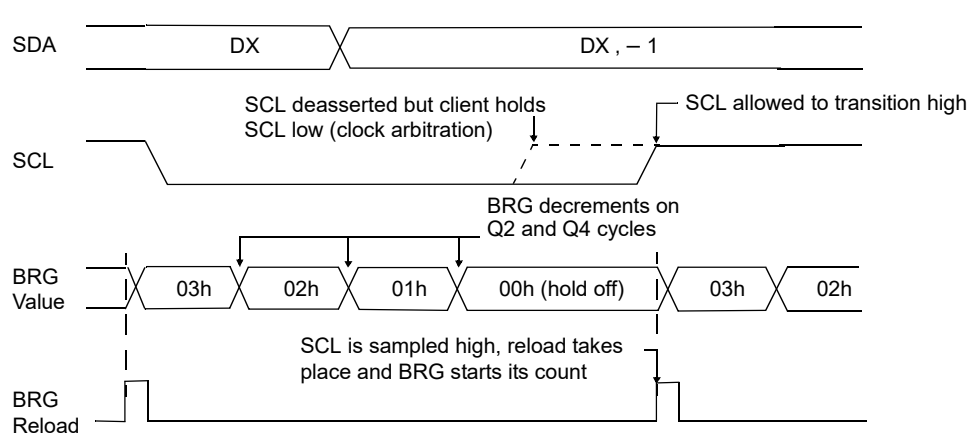 SDA
DX
DX , – 1
SCL deasserted but client holds
SCL low (clock arbitration)
SCL allowed to transition high
SCL
BRG decrements on
Q2 and Q4 cycles
BRG
Value
03h
02h
01h
00h (hold off)
03h
02h
SCL is sampled high, reload takes
place and BRG starts its count
BRG
Reload